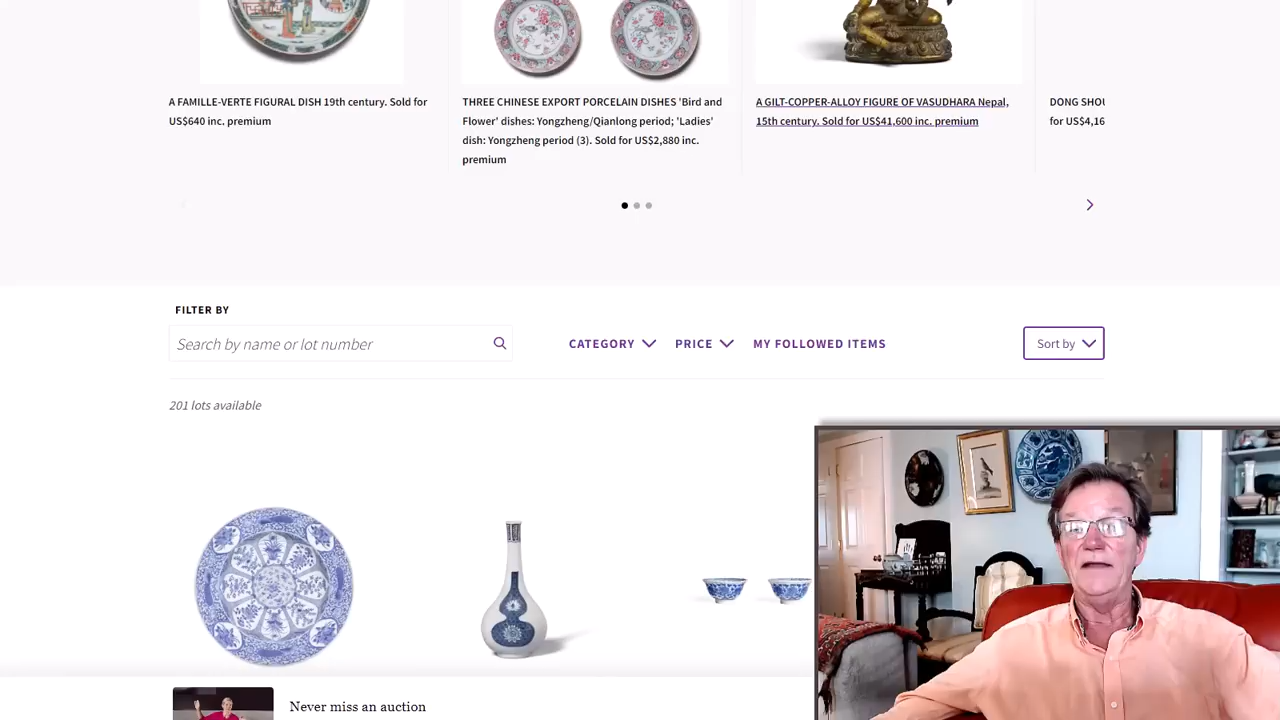 A FAMILLE-VERTE FIGURAL DISH 19th century. Sold for
US$640 inc. premium
THREE CHINESE EXPORT PORCELAIN DISHES 'Bird and
Flower' dishes: Yongzheng/Qianlong period; 'Ladies'
dish: Yongzheng period (3). Sold for US$2,880 inc.
premium
A GILT-COPPER-ALLOY FIGURE OF VASUDHARA Nepal,
15th century. Sold for US$41,600 inc. premium
DONG SHOU
for US$4,16
FILTER BY
Search by name or lot number
CATEGORY
PRICE
MY FOLLOWED ITEMS
Sort by
201 lots available
Never miss an auction